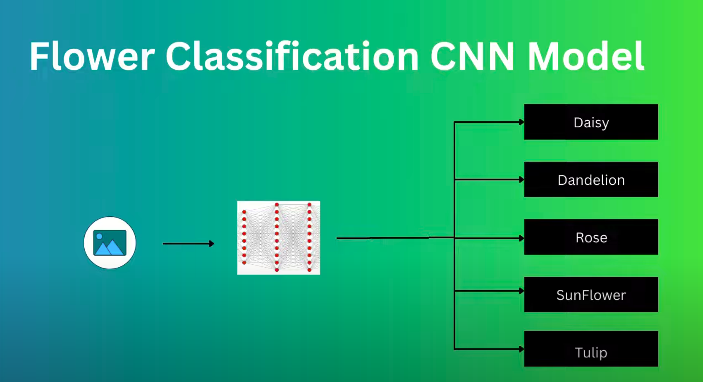 Flower Classification CNN Model
Daisy
Dandelion
Rose
SunFlower
Tulip